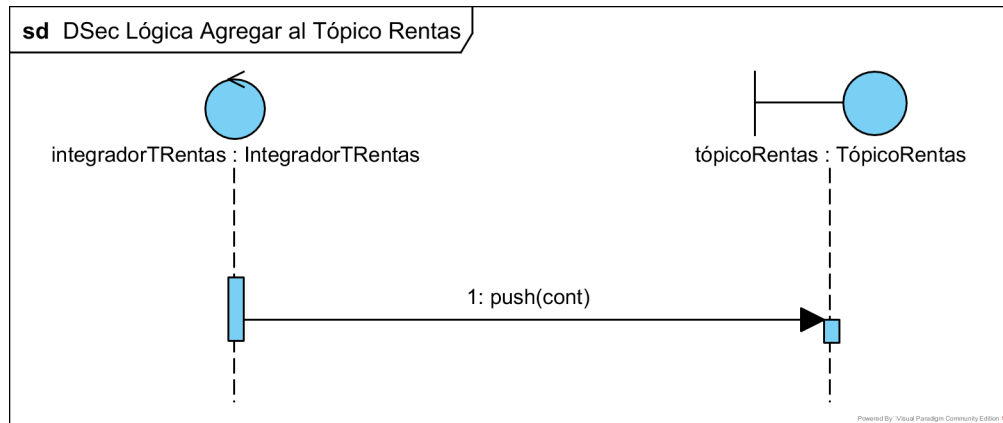 sd DSec Lógica Agregar al Tópico Rentas
integradorTRentas : IntegradorTRentas
tópicoRentas : TópicoRentas
1: push(cont)
Powered By Visual Paradigm Community Edition